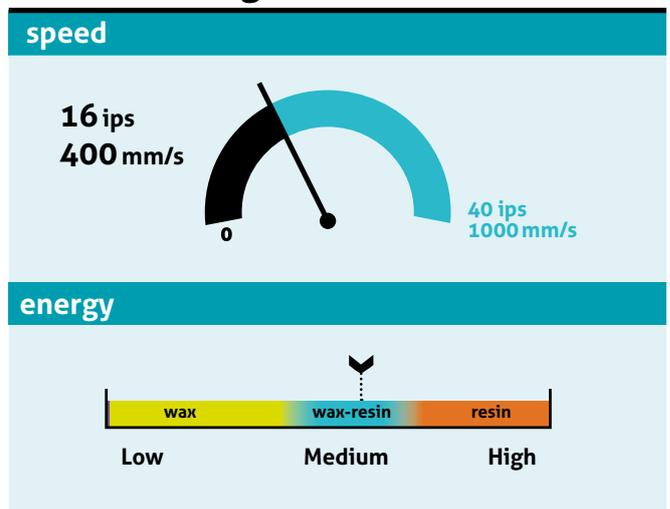 speed
16 ips
400 mm/s
0
40 ips
1000 mm/s
energy
wax wax-resin resin
Low Medium High